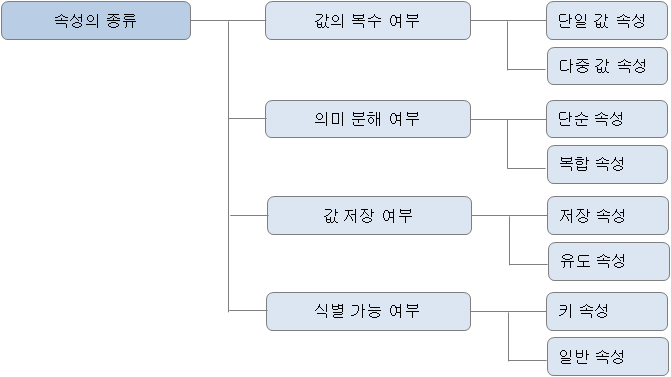 속성의 종류
값의 복수 여부
단일 값 속성
다중 값 속성
의미 분해 여부
단순 속성
복합 속성
값 저장 여부
저장 속성
유도 속성
식별 가능 여부
키 속성
일반 속성